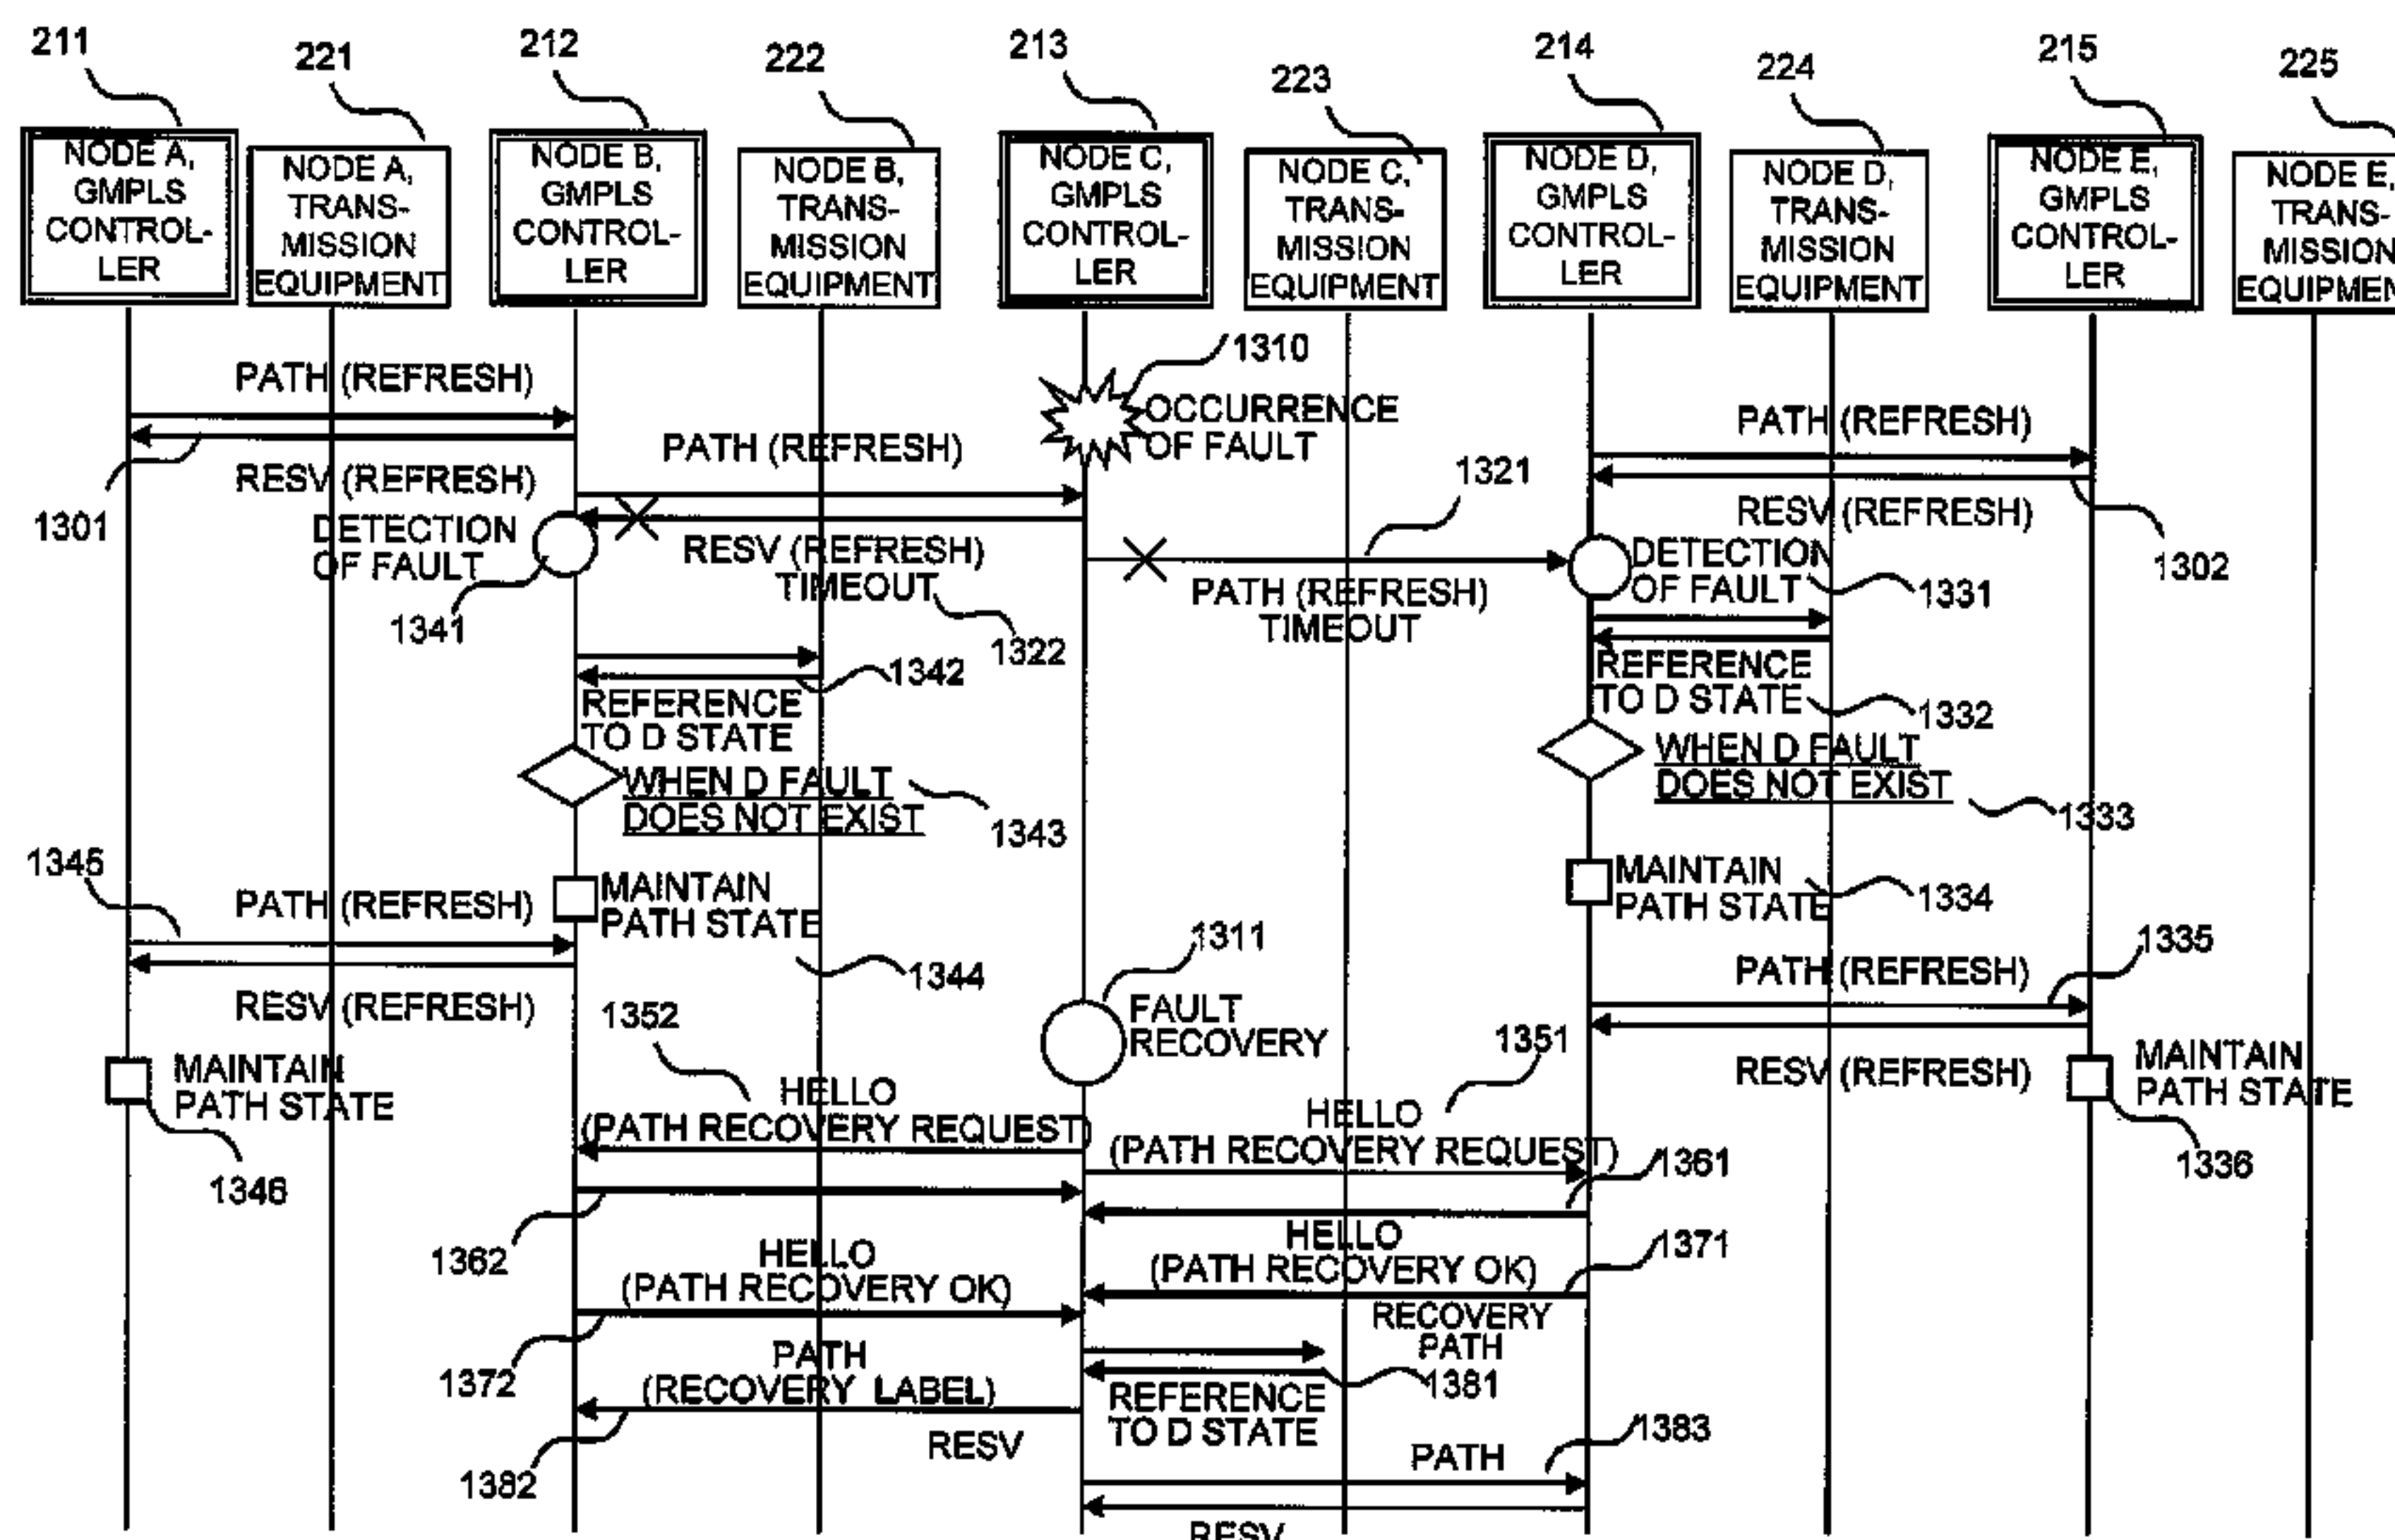 211
221
212
222
213
223
214
224
215
225
NODE A,
GMPLS
CONTROL-
LER
NODE A,
TRANS-
MISSION
EQUIPMENT
NODE B,
GMPLS
CONTROL-
LER
NODE B,
TRANS-
MISSION
EQUIPMENT
NODE C,
GMPLS
CONTROL-
LER
NODE C,
TRANS-
MISSION
EQUIPMENT
NODE D,
GMPLS
CONTROL-
LER
NODE D,
TRANS-
MISSION
EQUIPMENT
NODE E,
GMPLS
CONTROL-
LER
NODE E,
TRANS-
MISSION
EQUIPMEN
PATH (REFRESH)
RESV (REFRESH)
1301
1310
OCCURRENCE
OF FAULT
PATH (REFRESH)
PATH (REFRESH)
RESV (REFRESH)
1302
DETECTION
OF FAULT
1341
RESV (REFRESH)
TIMEOUT
1322
1321
PATH (REFRESH)
TIMEOUT
DETECTION
OF FAULT
1331
1342
REFERENCE
TO D STATE
REFERENCE
TO D STATE
1332
WHEN D FAULT
DOES NOT EXIST
1343
WHEN D FAULT
DOES NOT EXIST
1333
1345
PATH (REFRESH)
MAINTAIN
PATH STATE
1344
MAINTAIN
PATH STATE
1334
RESV (REFRESH)
1311
FAULT
RECOVERY
PATH (REFRESH)
1335
RESV (REFRESH)
MAINTAIN
PATH STATE
1346
MAINTAIN
PATH STATE
1336
1352
HELLO
(PATH RECOVERY REQUEST)
1351
HELLO
(PATH RECOVERY REQUEST)
1361
1362
HELLO
(PATH RECOVERY OK)
HELLO
(PATH RECOVERY OK)
1371
1372
RECOVERY
PATH
PATH
(RECOVERY LABEL)
1381
REFERENCE
TO D STATE
1382
RESV
1383
PATH
RESV